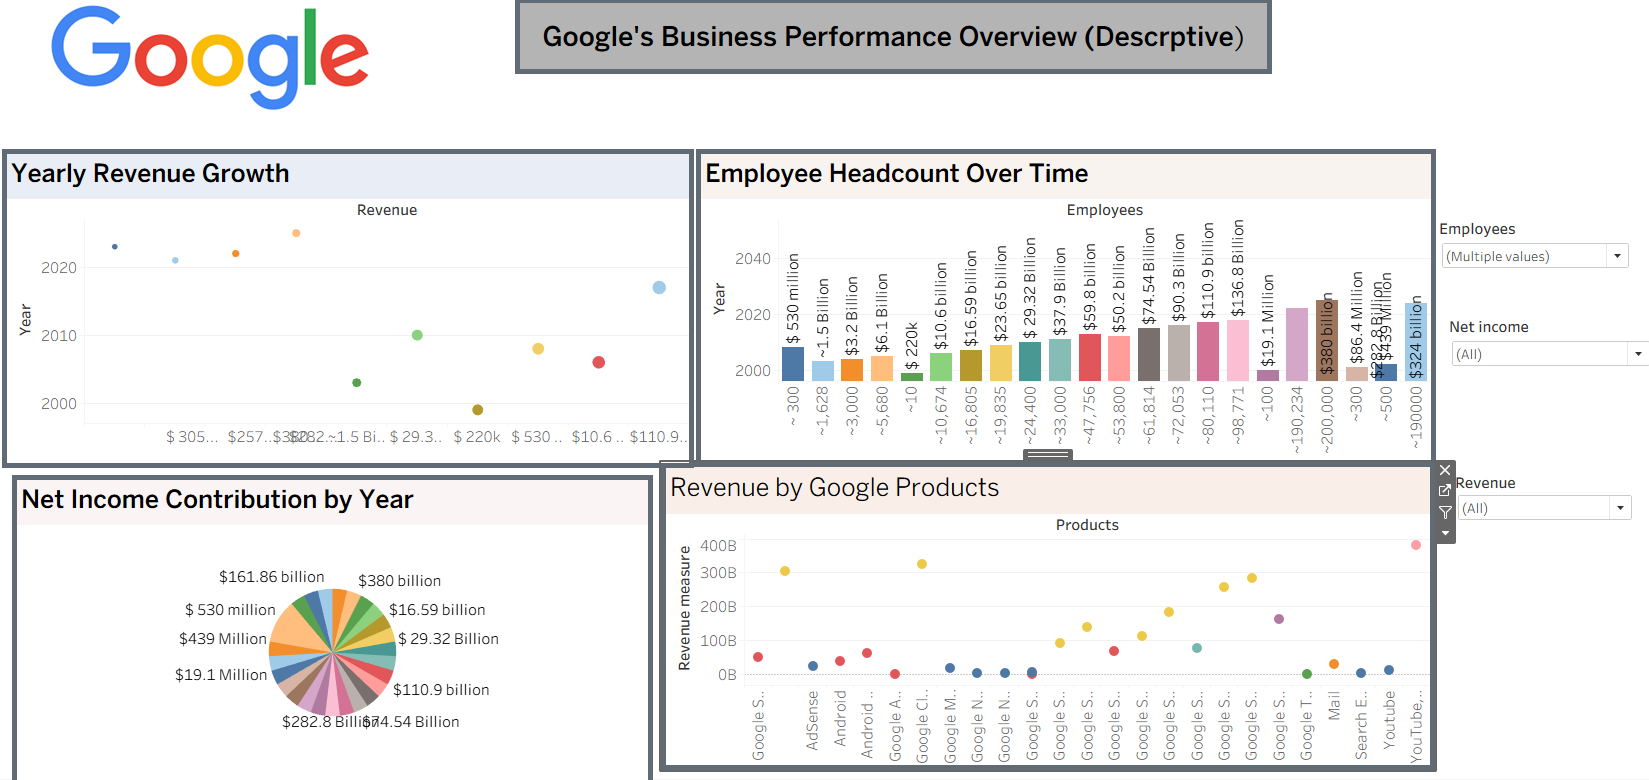 Google
Google's Business Performance Overview (Descrptive)
Yearly Revenue Growth
Revenue
Year
2020
2010
2000
$ 305...
$257..
~1.5 Bi..
$ 29.3..
$ 220k
$ 530 ..
$10.6 ..
$110.9..
Employee Headcount Over Time
Employees
Year
2040
2020
2000
$ 530 million
~1.5 Billion
$3.2 Billion
$6.1 Billion
$ 220k
$10.6 billion
$16.59 billion
$23.65 billion
$ 29.32 Billion
$37.9 Billion
$59.8 billion
$50.2 billion
$74.54 Billion
$90.3 Billion
$110.9 billion
$136.8 Billion
$19.1 Million
$380 billion
$86.4 Million
$282.8 Billion
$439 Million
$324 billion
~300
~1,628
~3,000
~5,680
~10
~10,674
~16,805
~19,835
~24,400
~33,000
~47,756
~53,800
~61,814
~72,053
~80,110
~98,771
~100
~190,234
~200,000
~300
~500
~190000
Employees
(Multiple values)
Net income
(All)
Revenue
(All)
Net Income Contribution by Year
$161.86 billion
$380 billion
$ 530 million
$16.59 billion
$439 Million
$ 29.32 Billion
$19.1 Million
$110.9 billion
$282.8 Billion
$74.54 Billion
Revenue by Google Products
Products
Revenue measure
400B
300B
200B
100B
0B
Google S..
AdSense
Android
Android ..
Google A..
Google Cl..
Google M..
Google N..
Google N..
Google S..
Google S..
Google S..
Google S..
Google S..
Google S..
Google S..
Google S..
Google S..
Google S..
Google T..
Mail
Search E..
Youtube
YouTube,..